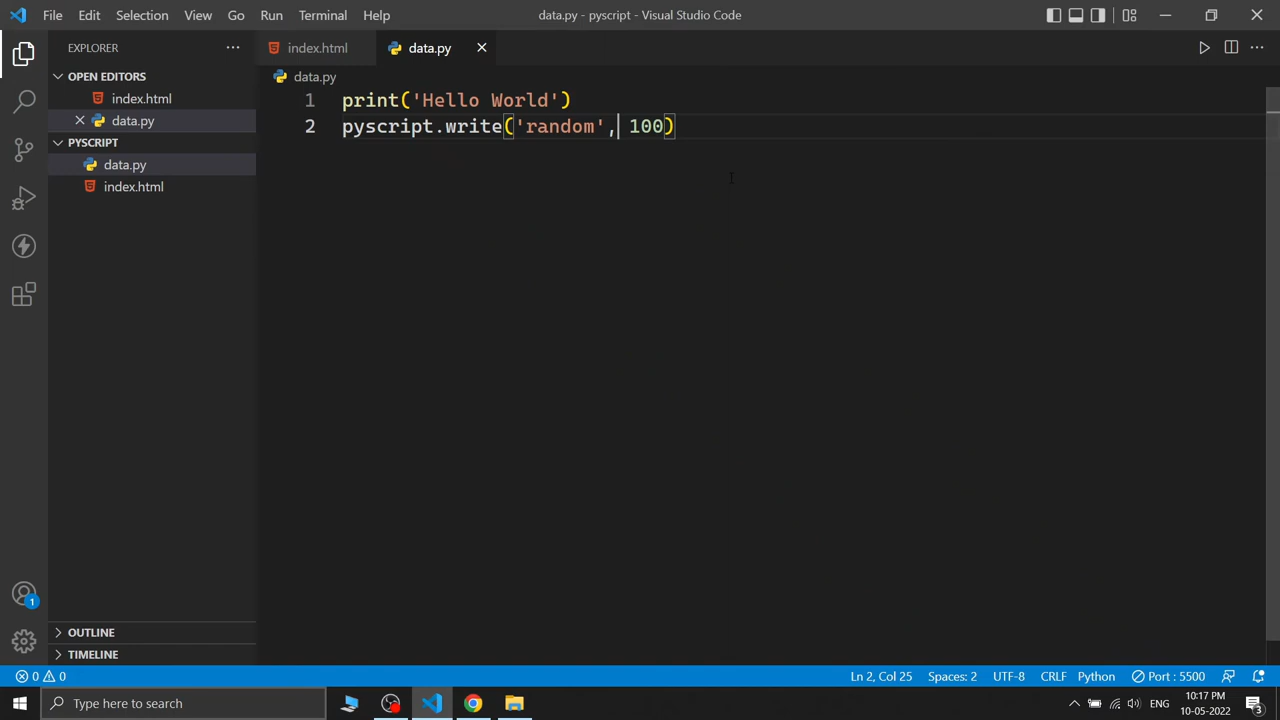 File Edit Selection View Go Run Terminal Help data.py - pyscript - Visual Studio Code
EXPLORER
index.html data.py
OPEN EDITORS
index.html
data.py
PYSCRIPT
data.py
index.html
OUTLINE
TIMELINE
data.py
1 print('Hello World')
2 pyscript.write('random', 100)
0 0 Ln 2, Col 25 Spaces: 2 UTF-8 CRLF Python Port : 5500
1
Type here to search
ENG
10:17 PM
10-05-2022
3